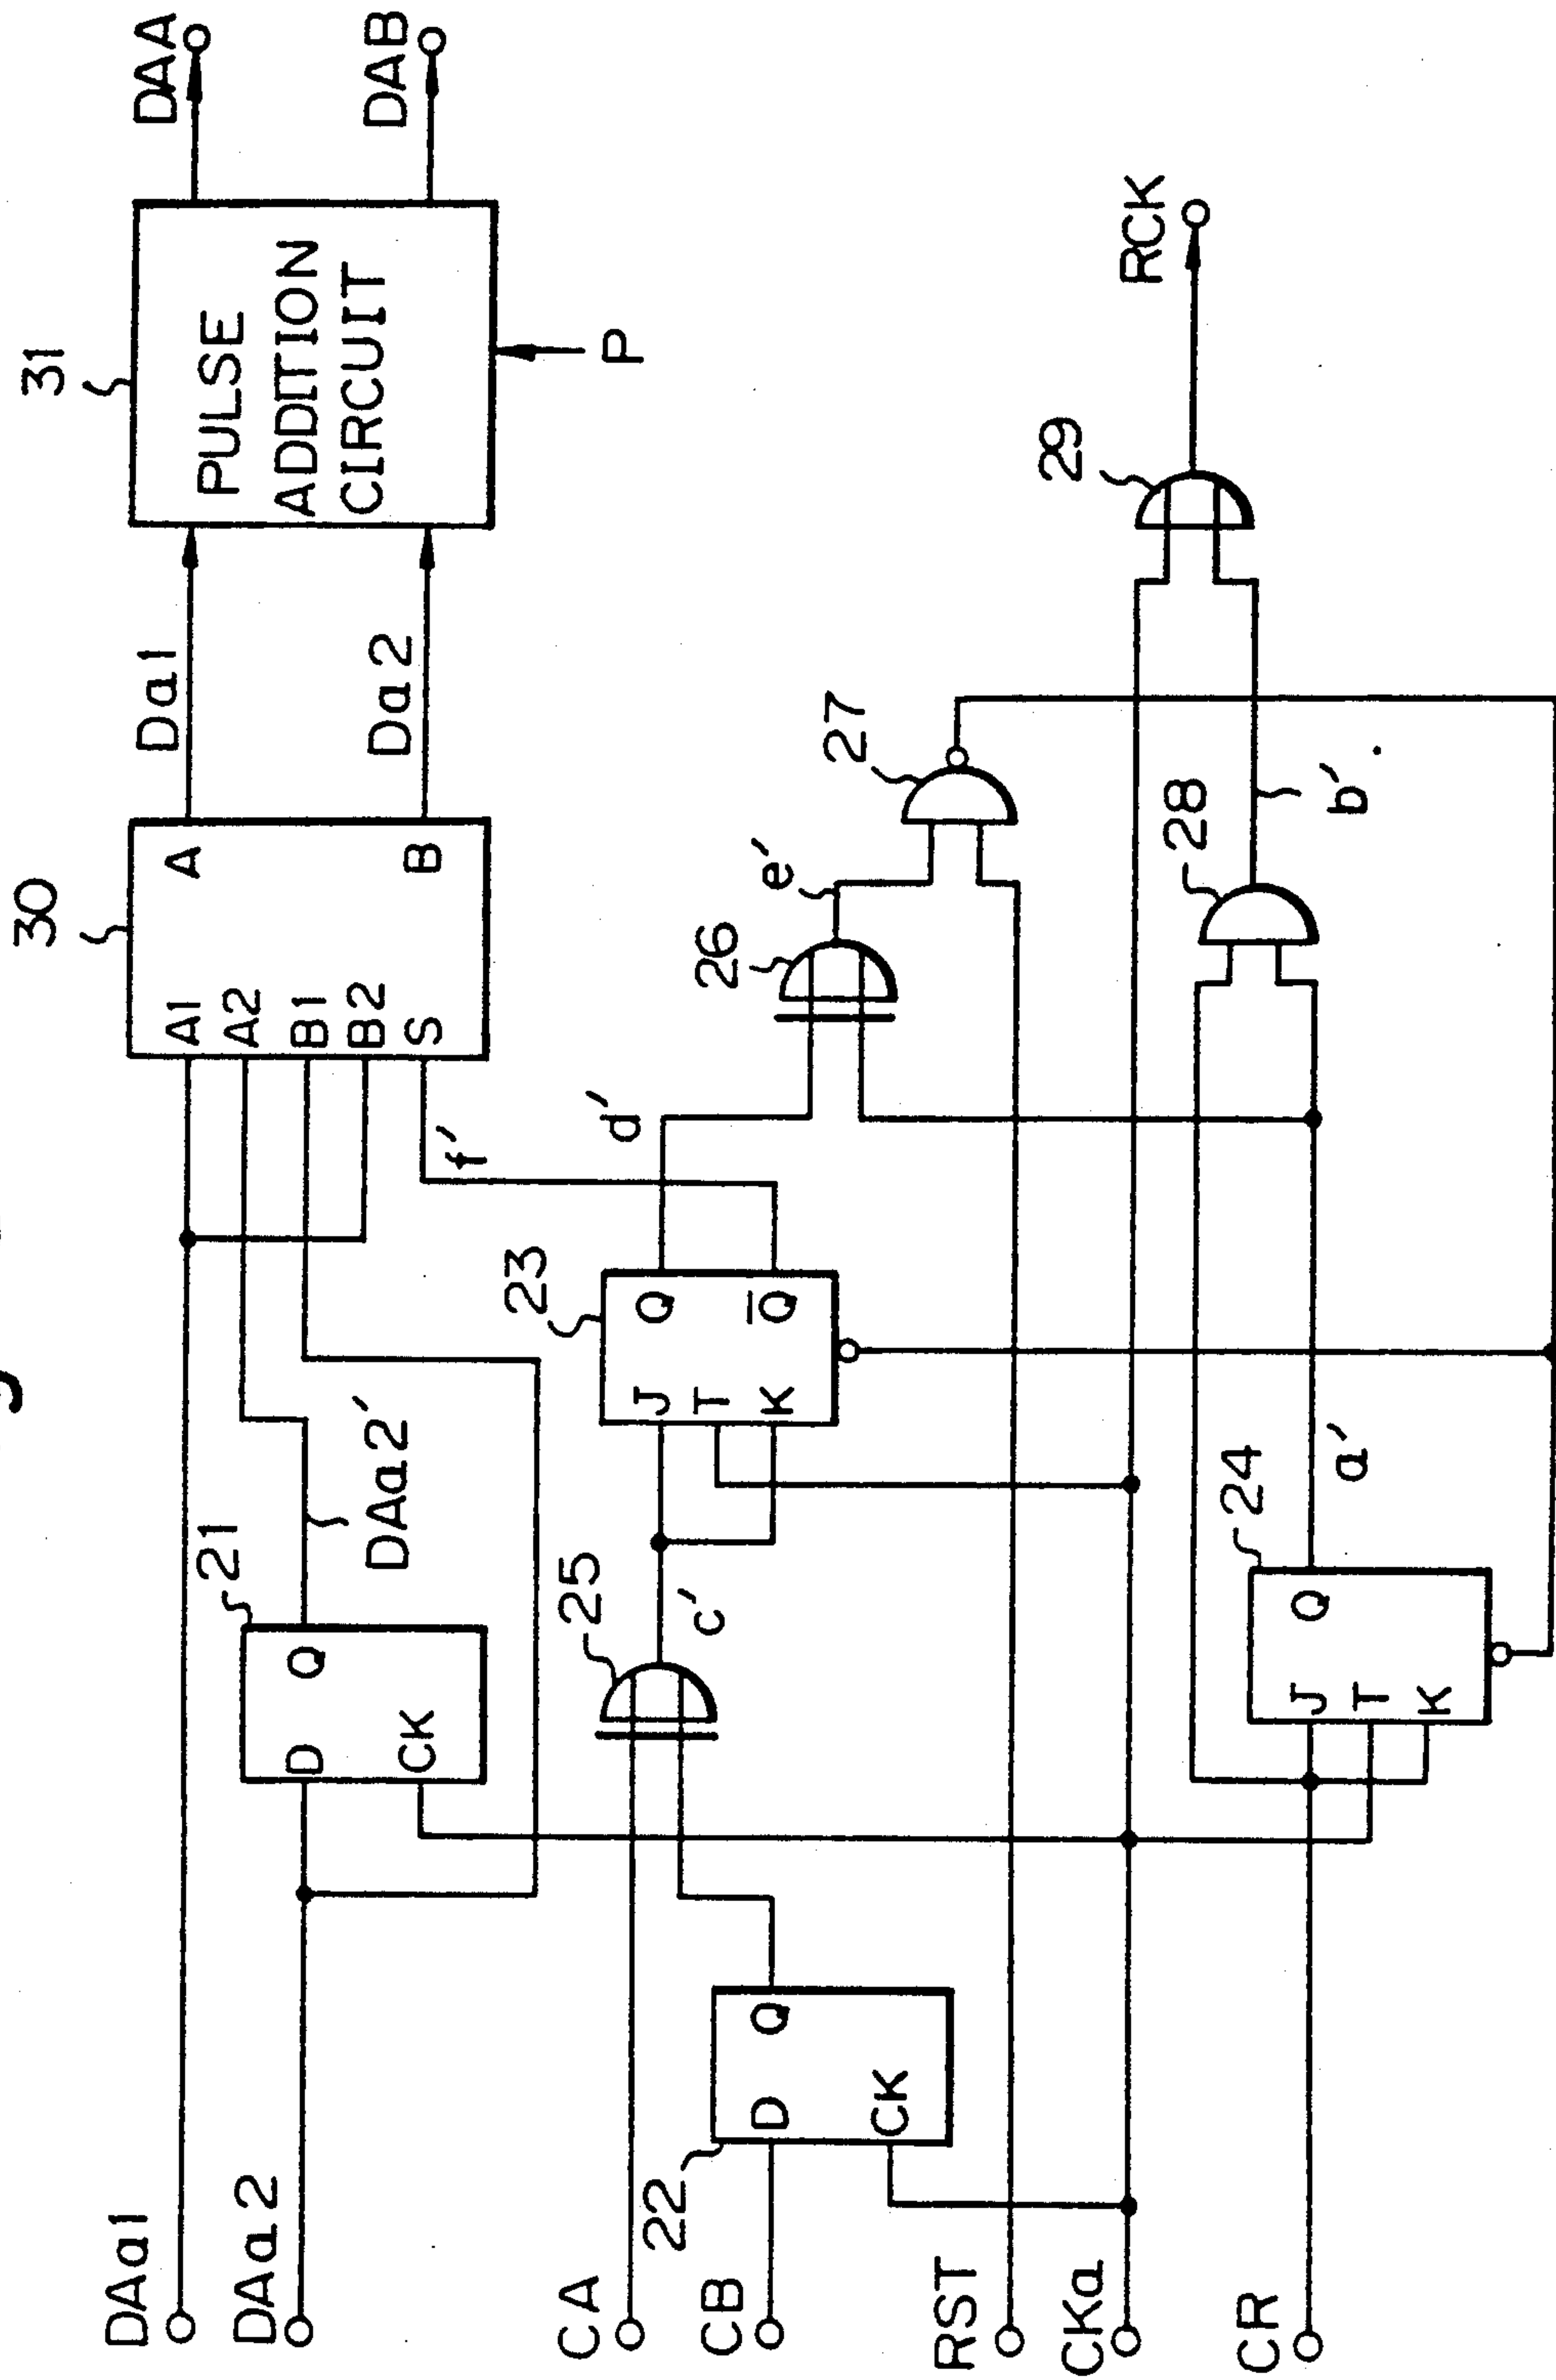 DAa1
DAa2
CA
CB
RST
CKa
CR
21
D
Q
CK
DAa2'
22
D
Q
CK
25
c'
23
J
T
K
Q
Q̅
d'
f'
24
J
T
K
Q
a'
26
e'
27
28
b'
29
RCK
30
A1
A2
B1
B2
S
A
B
Da1
Da2
31
PULSE
ADDITION
CIRCUIT
P
DAA
DAB